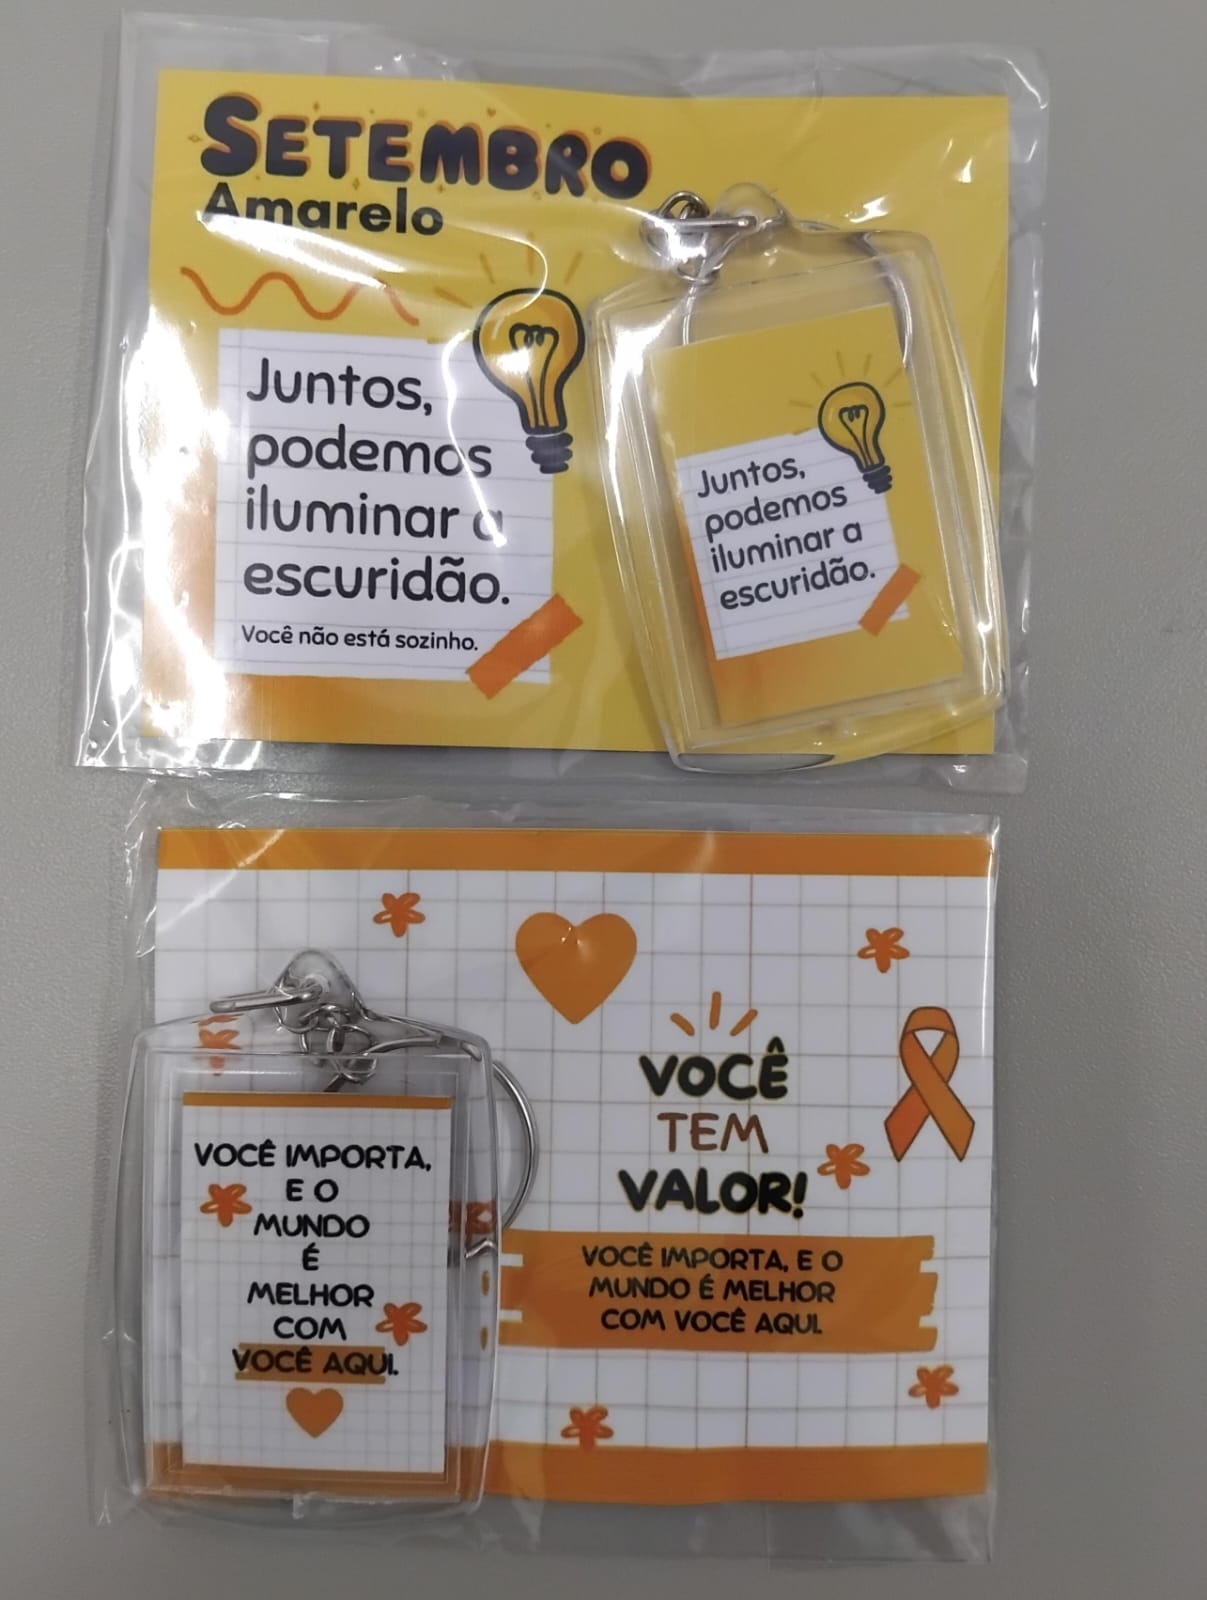 SETEMBRO
Amarelo
Juntos,
podemos
iluminar a
escuridão.
Você não está sozinho.
Juntos,
podemos
iluminar a
escuridão.
VOCÊ
TEM
VALOR!
VOCÊ IMPORTA, E O
MUNDO É MELHOR
COM VOCÊ AQUI.
VOCÊ IMPORTA,
E O
MUNDO
É
MELHOR
COM
VOCÊ AQUI.